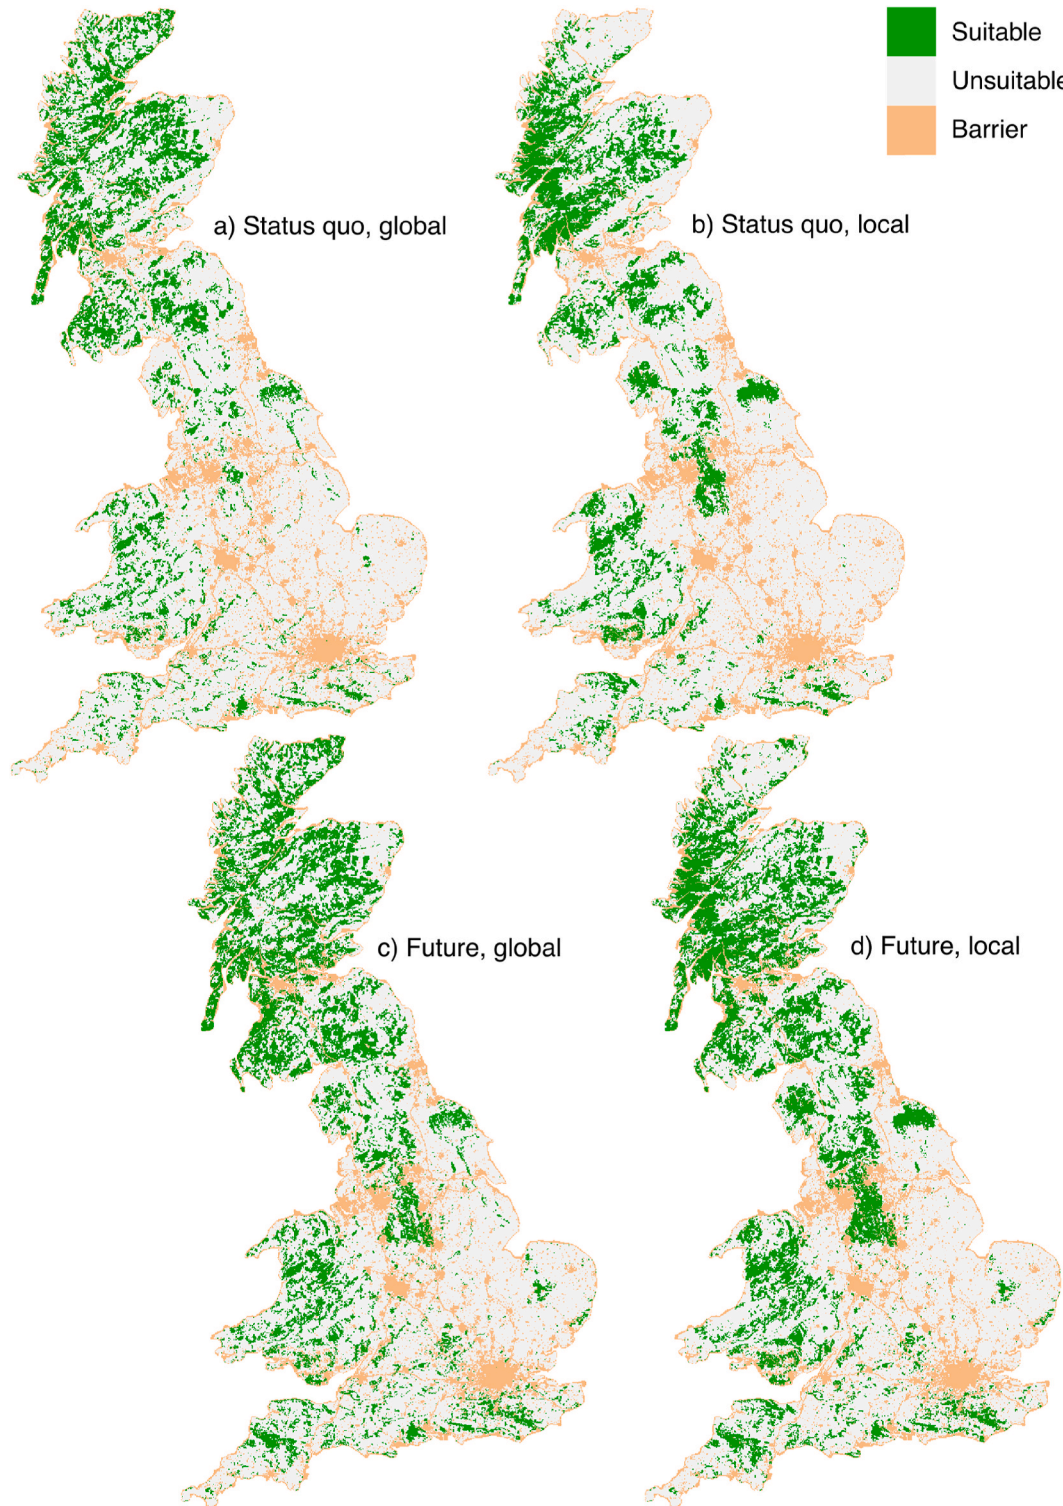 Suitable
Unsuitable
Barrier
a) Status quo, global
b) Status quo, local
c) Future, global
d) Future, local